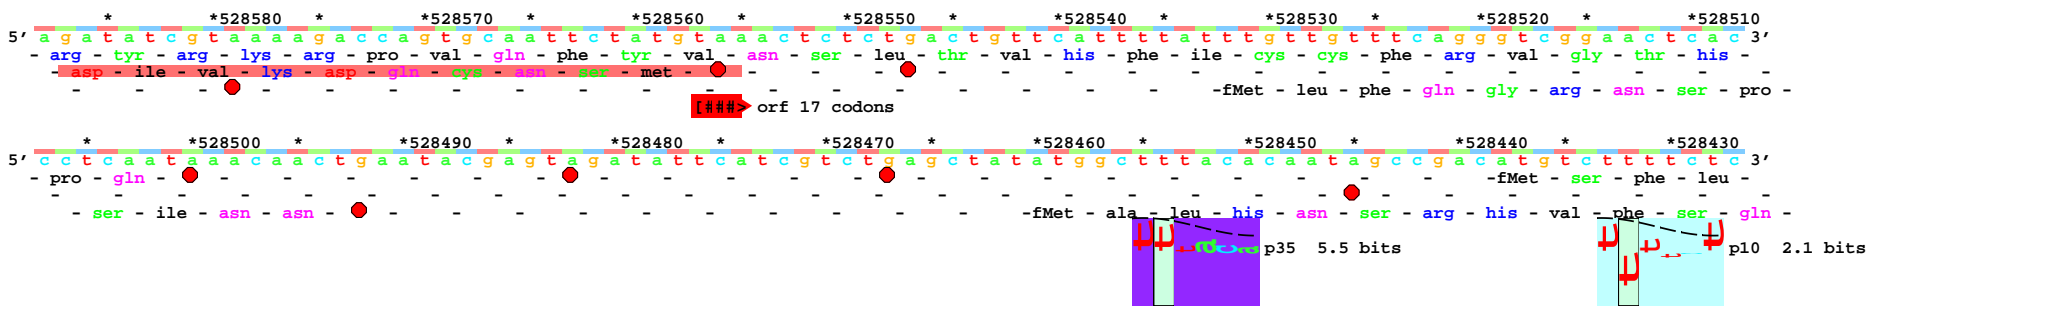 * *528580 * *528570 * *528560 * *528550 * *528540 * *528530 * *528520 * *528510
5' a g a t a t c g t a a a a g a c c a g t g c a a t t c t a t g t a a a c t c t c t g a c t g t t c a t t t t a t t t g t t g t t t c a g g g t c g g a a c t c a c 3'
- arg - tyr - arg - lys - arg - pro - val - gln - phe - tyr - val - asn - ser - leu - thr - val - his - phe - ile - cys - cys - phe - arg - val - gly - thr - his -
- asp - ile - val - lys - asp - gln - cys - asn - ser - met - - - - - - - - - - - - - - - - - -
- - - - - - - - - - - - - - - - - - -fMet - leu - phe - gln - gly - arg - asn - ser - pro -
[###> orf 17 codons
* *528500 * *528490 * *528480 * *528470 * *528460 * *528450 * *528440 * *528430
5' c c t c a a t a a a c a a c t g a a t a c g a g t a g a t a t t c a t c g t c t g a g c t a t a t g g c t t t a c a c a a t a g c c g a c a t g t c t t t t c t c 3'
- pro - gln - - - - - - - - - - - - - - - - - - - - - -fMet - ser - phe - leu -
- - - - - - - - - - - - - - - - - - - - - - - - - - - -
- ser - ile - asn - asn - - - - - - - - - - - -fMet - ala - leu - his - asn - ser - arg - his - val - phe - ser - gln -
p35 5.5 bits p10 2.1 bits